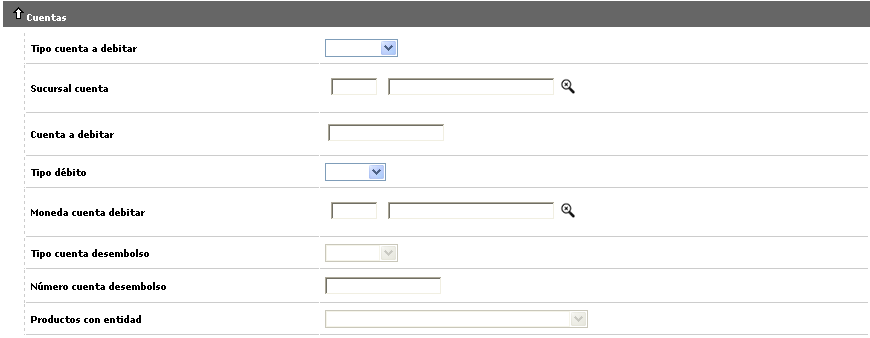 Cuentas
Tipo cuenta a debitar
Sucursal cuenta
Cuenta a debitar
Tipo débito
Moneda cuenta debitar
Tipo cuenta desembolso
Número cuenta desembolso
Productos con entidad